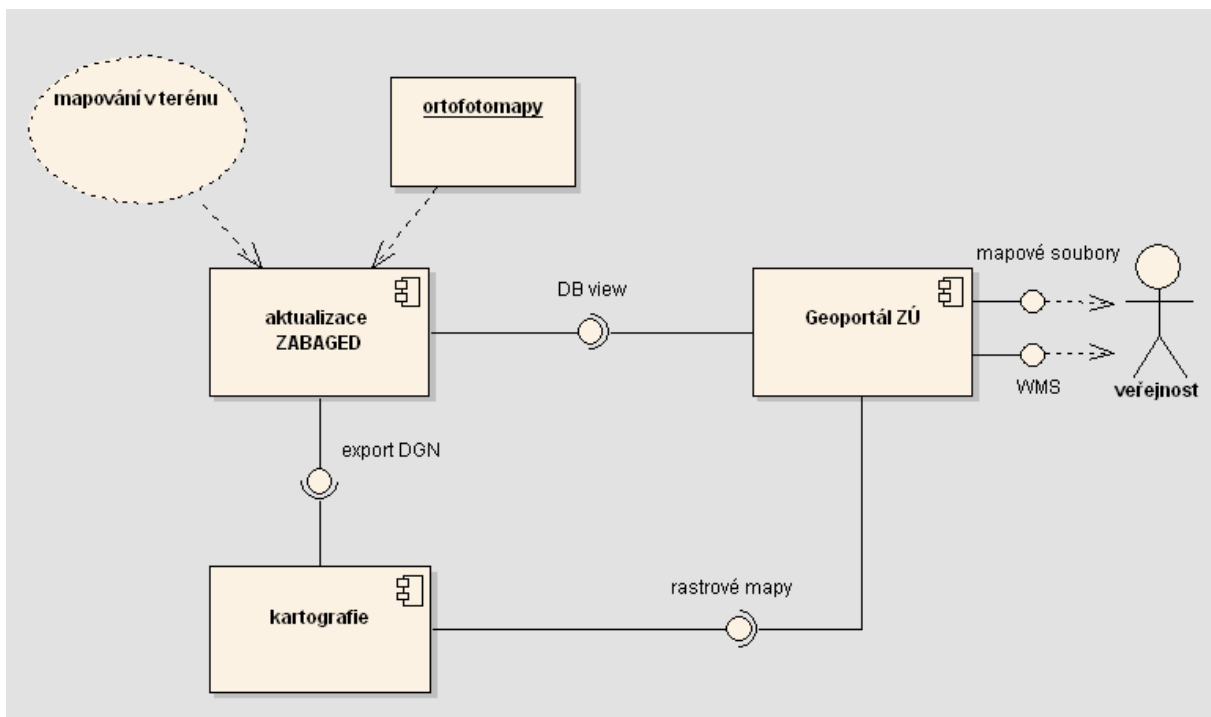 mapování v terénu
ortofotomapy
mapové soubory
DB view
aktualizace
ZABAGED
Geoportál ZÚ
WMS
veřejnost
export DGN
rastrové mapy
kartografie